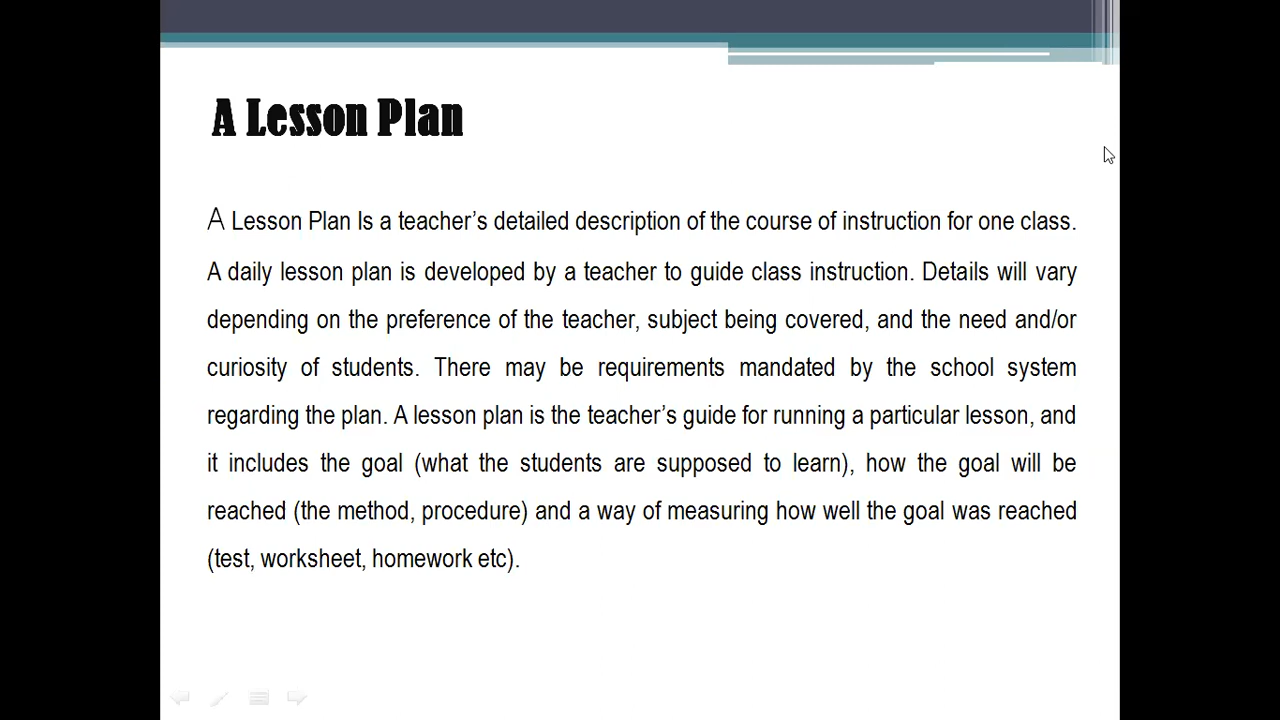 A Lesson Plan
A Lesson Plan Is a teacher’s detailed description of the course of instruction for one class.
A daily lesson plan is developed by a teacher to guide class instruction. Details will vary
depending on the preference of the teacher, subject being covered, and the need and/or
curiosity of students. There may be requirements mandated by the school system
regarding the plan. A lesson plan is the teacher’s guide for running a particular lesson, and
it includes the goal (what the students are supposed to learn), how the goal will be
reached (the method, procedure) and a way of measuring how well the goal was reached
(test, worksheet, homework etc).